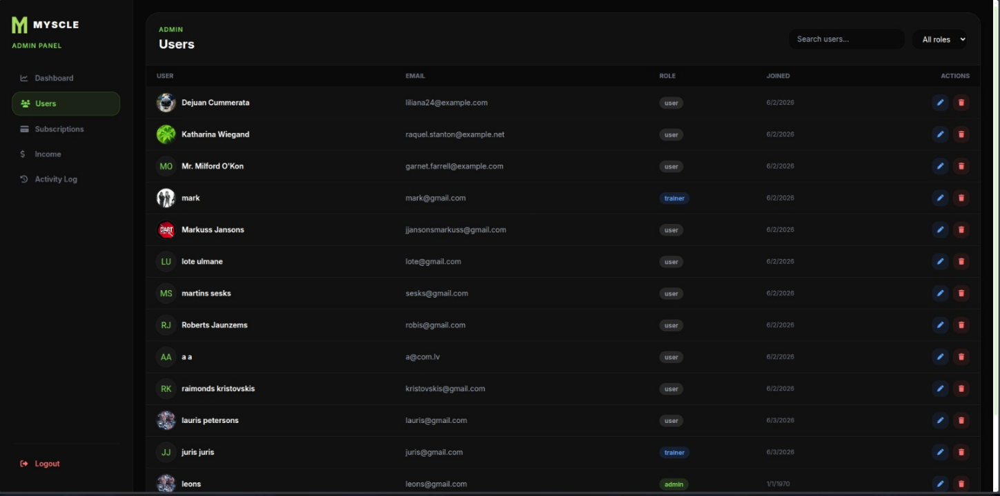 MYSCLE
ADMIN PANEL
Dashboard
Users
Subscriptions
Income
Activity Log
Logout
ADMIN
Users
Search users...
All roles
USER EMAIL ROLE JOINED ACTIONS
Dejuan Cummerata liliana24@example.com user 6/2/2026
Katharina Wiegand raquel.stanton@example.net user 6/2/2026
MO Mr. Milford O'Kon garnet.farrell@example.com user 6/2/2026
mark mark@gmail.com trainer 6/2/2026
DART Markuss Jansons jjansonsmarkuss@gmail.com user 6/2/2026
LU lote ulmane lote@gmail.com user 6/2/2026
MS martins sesks sesks@gmail.com user 6/2/2026
RJ Roberts Jaunzems robis@gmail.com user 6/2/2026
AA a a a@com.lv user 6/2/2026
RK raimonds kristovskis kristovskis@gmail.com user 6/2/2026
lauris petersons lauris@gmail.com user 6/3/2026
JJ juris juris juris@gmail.com trainer 6/3/2026
leons leons@gmail.com admin 1/1/1970